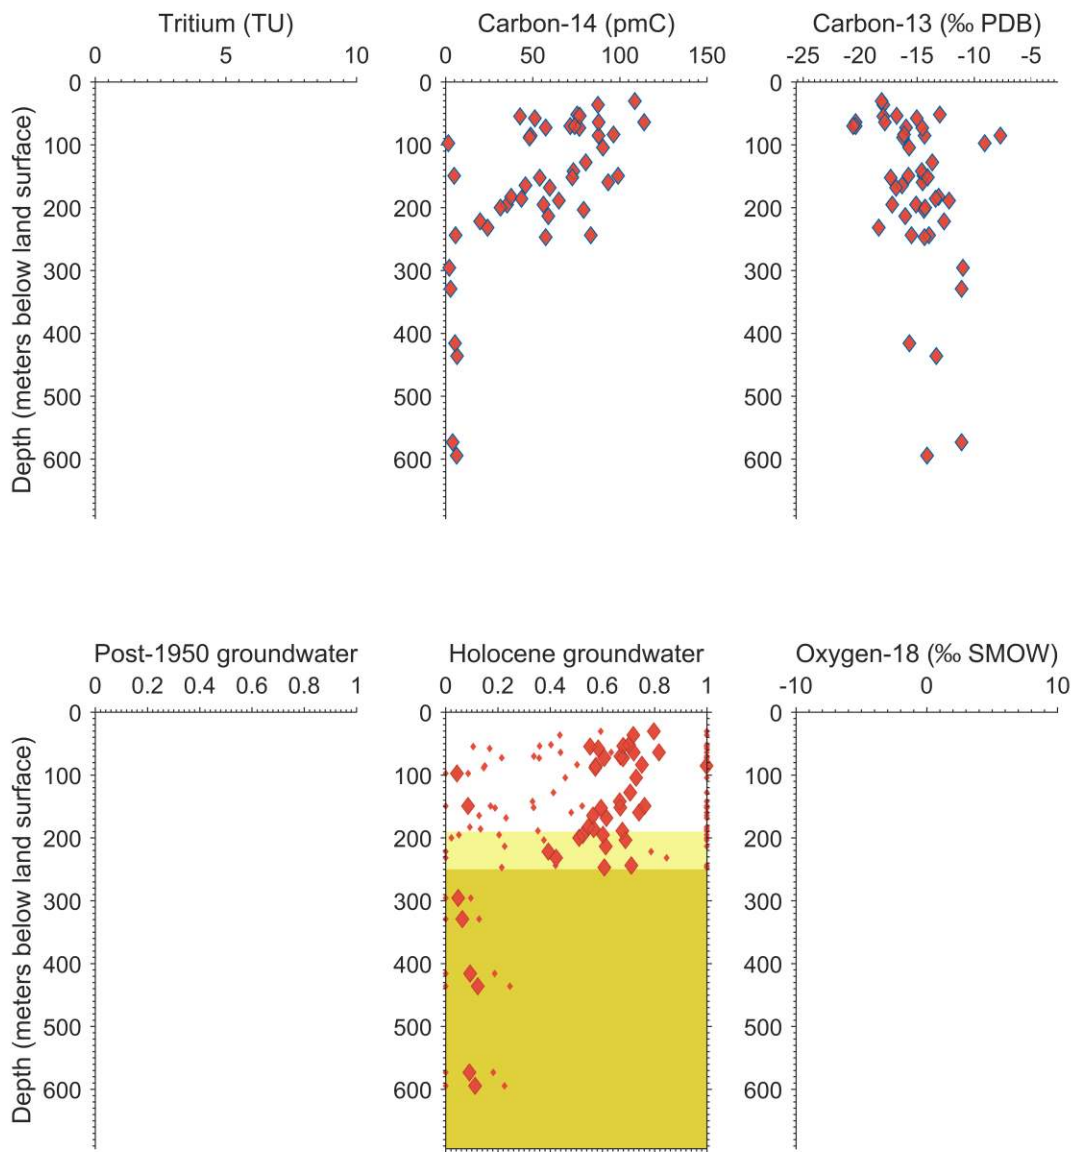 Tritium (TU) Carbon-14 (pmC) Carbon-13 (‰ PDB)
0 5 10 0 50 100 150 -25 -20 -15 -10 -5
0 0 0
100 100 100
200 200 200
300 300 300
400 400 400
500 500 500
600 600 600
Depth (meters below land surface)
Post-1950 groundwater Holocene groundwater Oxygen-18 (‰ SMOW)
0 0.2 0.4 0.6 0.8 1 0 0.2 0.4 0.6 0.8 1 -10 0 10
0 0 0
100 100 100
200 200 200
300 300 300
400 400 400
500 500 500
600 600 600
Depth (meters below land surface)